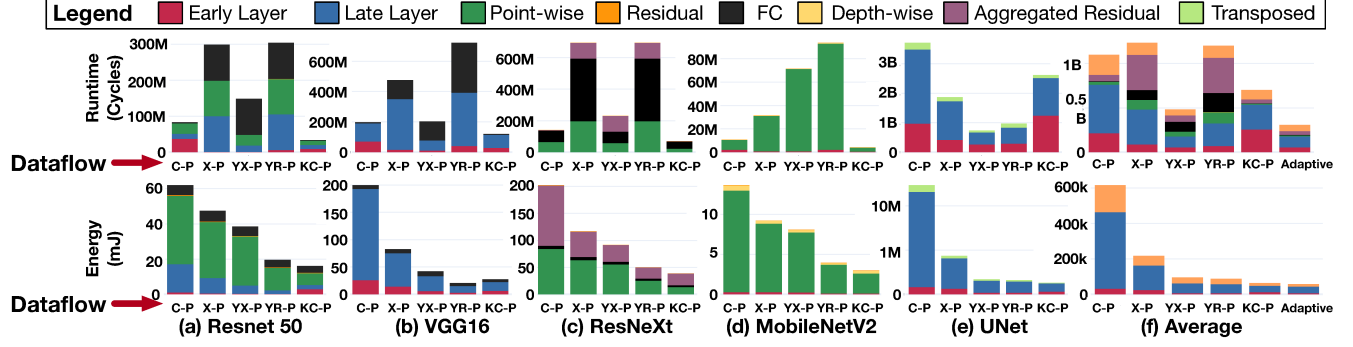 Legend Early Layer Late Layer Point-wise Residual FC Depth-wise Aggregated Residual Transposed
Runtime (Cycles)
300M
200M
100M
0
600M
400M
200M
0
600M
400M
200M
0
80M
60M
40M
20M
0
3B
2B
1B
0
1B
0.5 B
0
Dataflow
C-P X-P YX-P YR-P KC-P
C-P X-P YX-P YR-P KC-P
C-P X-P YX-P YR-P KC-P
C-P X-P YX-P YR-P KC-P
C-P X-P YX-P YR-P KC-P
C-P X-P YX-P YR-P KC-P Adaptive
Energy (mJ)
60
40
20
0
200
150
100
50
0
200
150
100
50
0
10
5
0
10M
1M
0
600k
400k
200k
0
Dataflow
C-P X-P YX-P YR-P KC-P
C-P X-P YX-P YR-P KC-P
C-P X-P YX-P YR-P KC-P
C-P X-P YX-P YR-P KC-P
C-P X-P YX-P YR-P KC-P
C-P X-P YX-P YR-P KC-P Adaptive
(a) Resnet 50
(b) VGG16
(c) ResNeXt
(d) MobileNetV2
(e) UNet
(f) Average